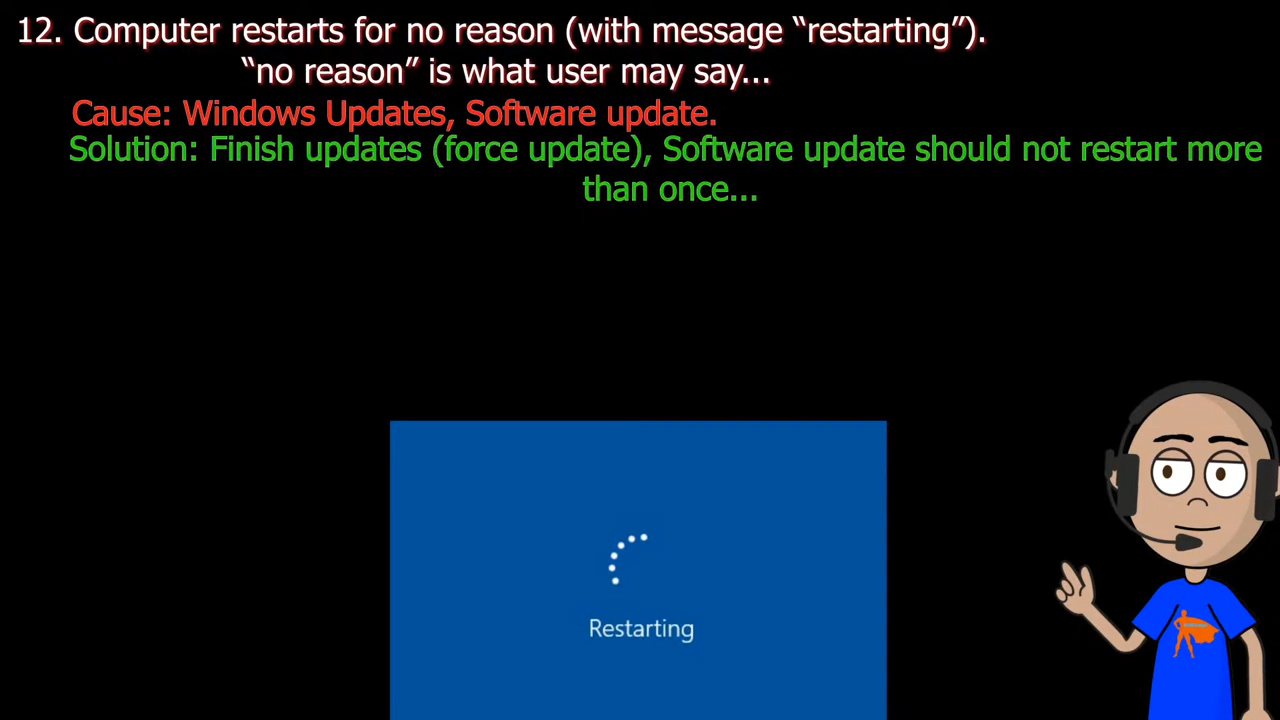 12. Computer restarts for no reason (with message “restarting”).
“no reason” is what user may say...
Cause: Windows Updates, Software update.
Solution: Finish updates (force update), Software update should not restart more
than once...
Restarting